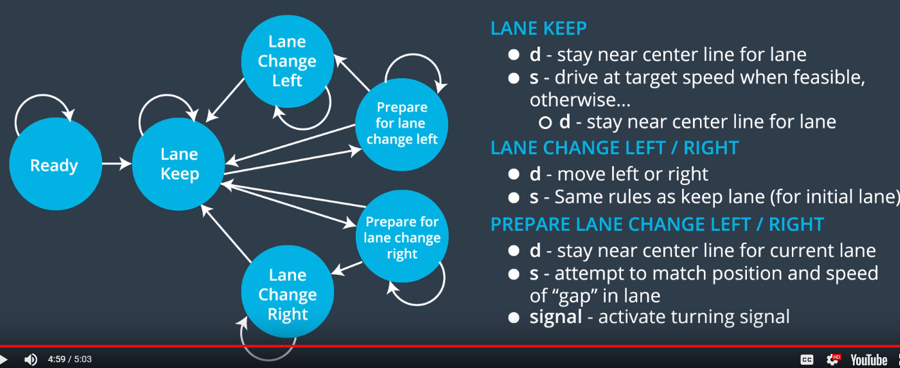 Lane
Change
Left
Prepare
for lane
change left
Ready
Lane
Keep
Prepare for
lane change
right
Lane
Change
Right
LANE KEEP
d - stay near center line for lane
s - drive at target speed when feasible,
otherwise...
d - stay near center line for lane
LANE CHANGE LEFT / RIGHT
d - move left or right
s - Same rules as keep lane (for initial lane)
PREPARE LANE CHANGE LEFT / RIGHT
d - stay near center line for current lane
s - attempt to match position and speed
of “gap” in lane
signal - activate turning signal
4:59 / 5:03
CC
HD
YouTube